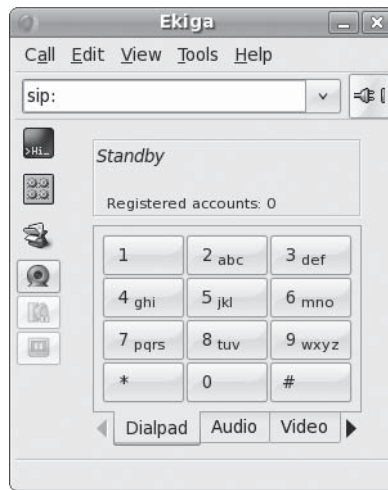 Ekiga
Call Edit View Tools Help
sip:
>Hi_
Standby
Registered accounts: 0
1 2 abc 3 def
4 ghi 5 jkl 6 mno
7 pqrs 8 tuv 9 wxyz
* 0 #
Dialpad Audio Video